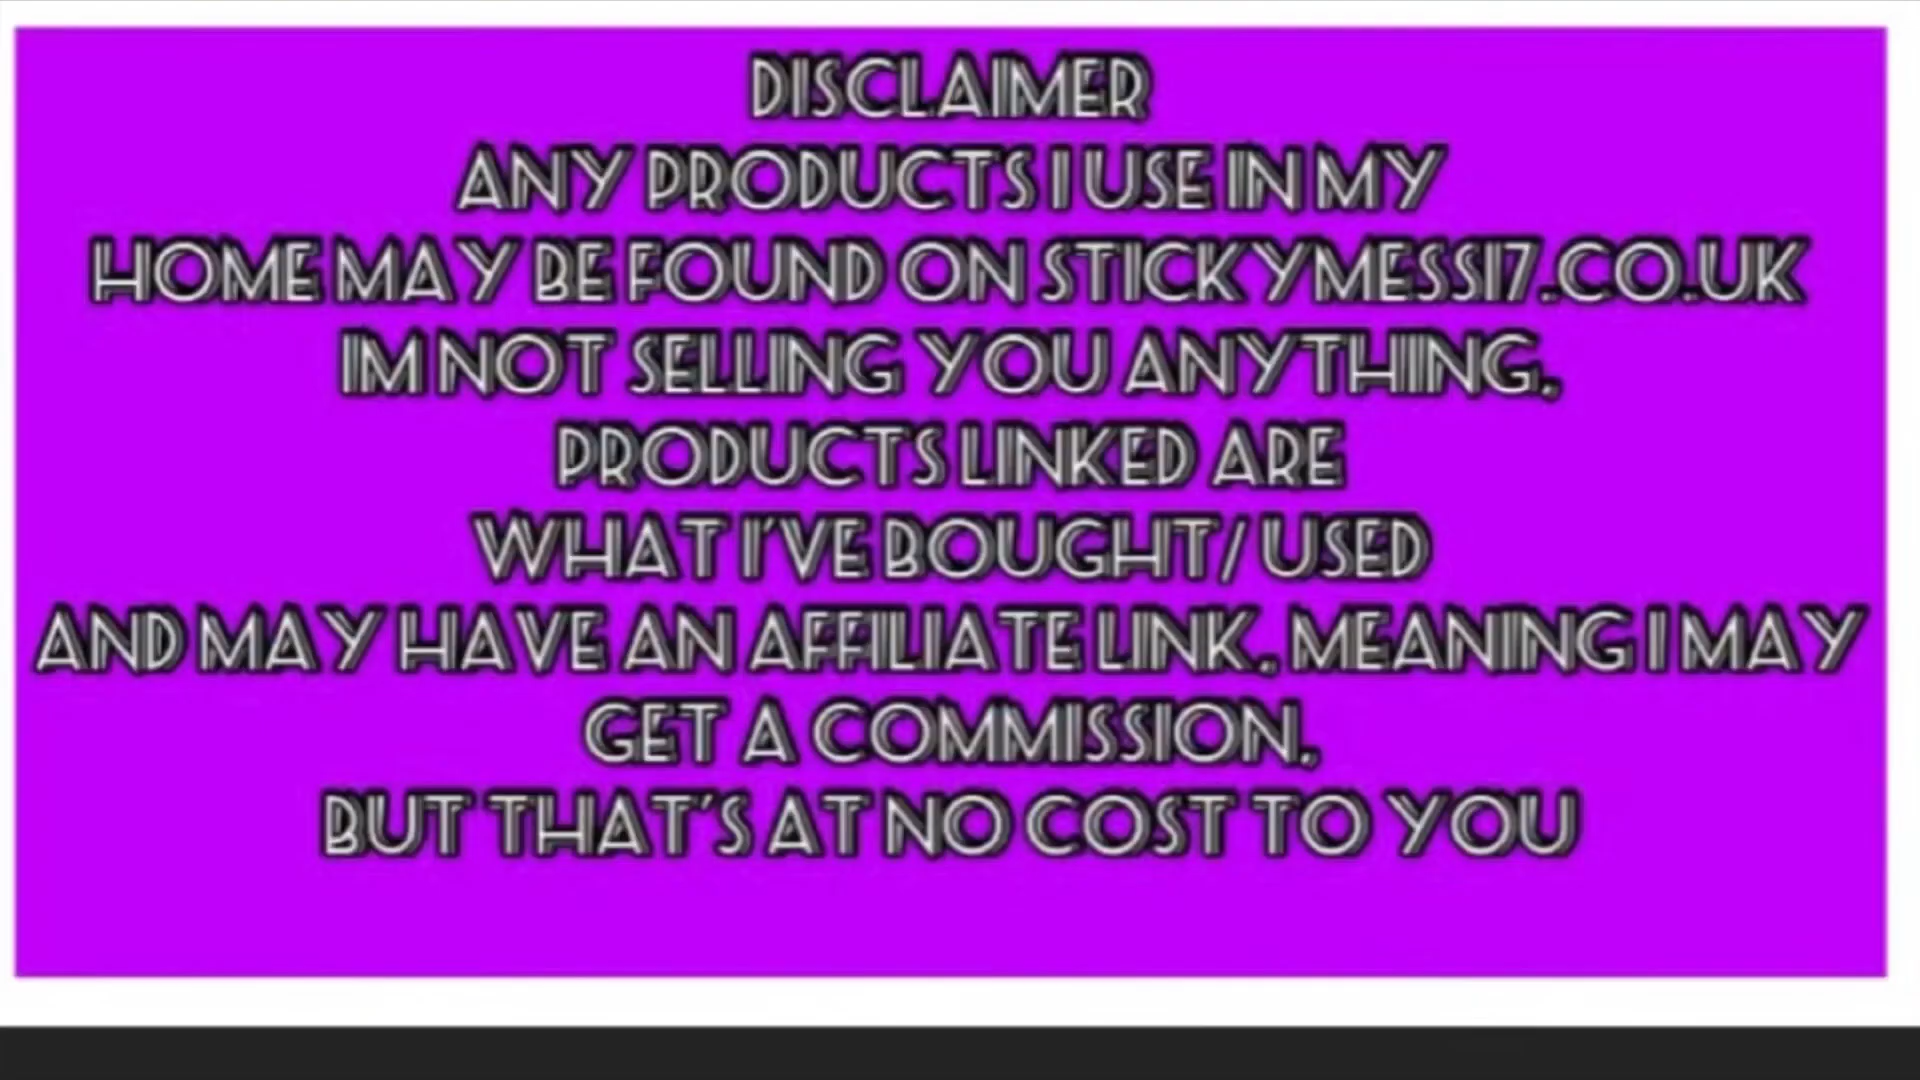 DISCLAIMER
ANY PRODUCTS I USE IN MY
HOME MAY BE FOUND ON STICKYMESS17.CO.UK
IM NOT SELLING YOU ANYTHING,
PRODUCTS LINKED ARE
WHAT I'VE BOUGHT/ USED
AND MAY HAVE AN AFFILIATE LINK, MEANING I MAY
GET A COMMISSION,
BUT THAT'S AT NO COST TO YOU